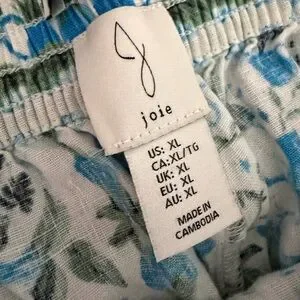 joie
US: XL
CA:XL/TG
UK: XL
EU: XL
AU: XL
MADE IN
CAMBODIA